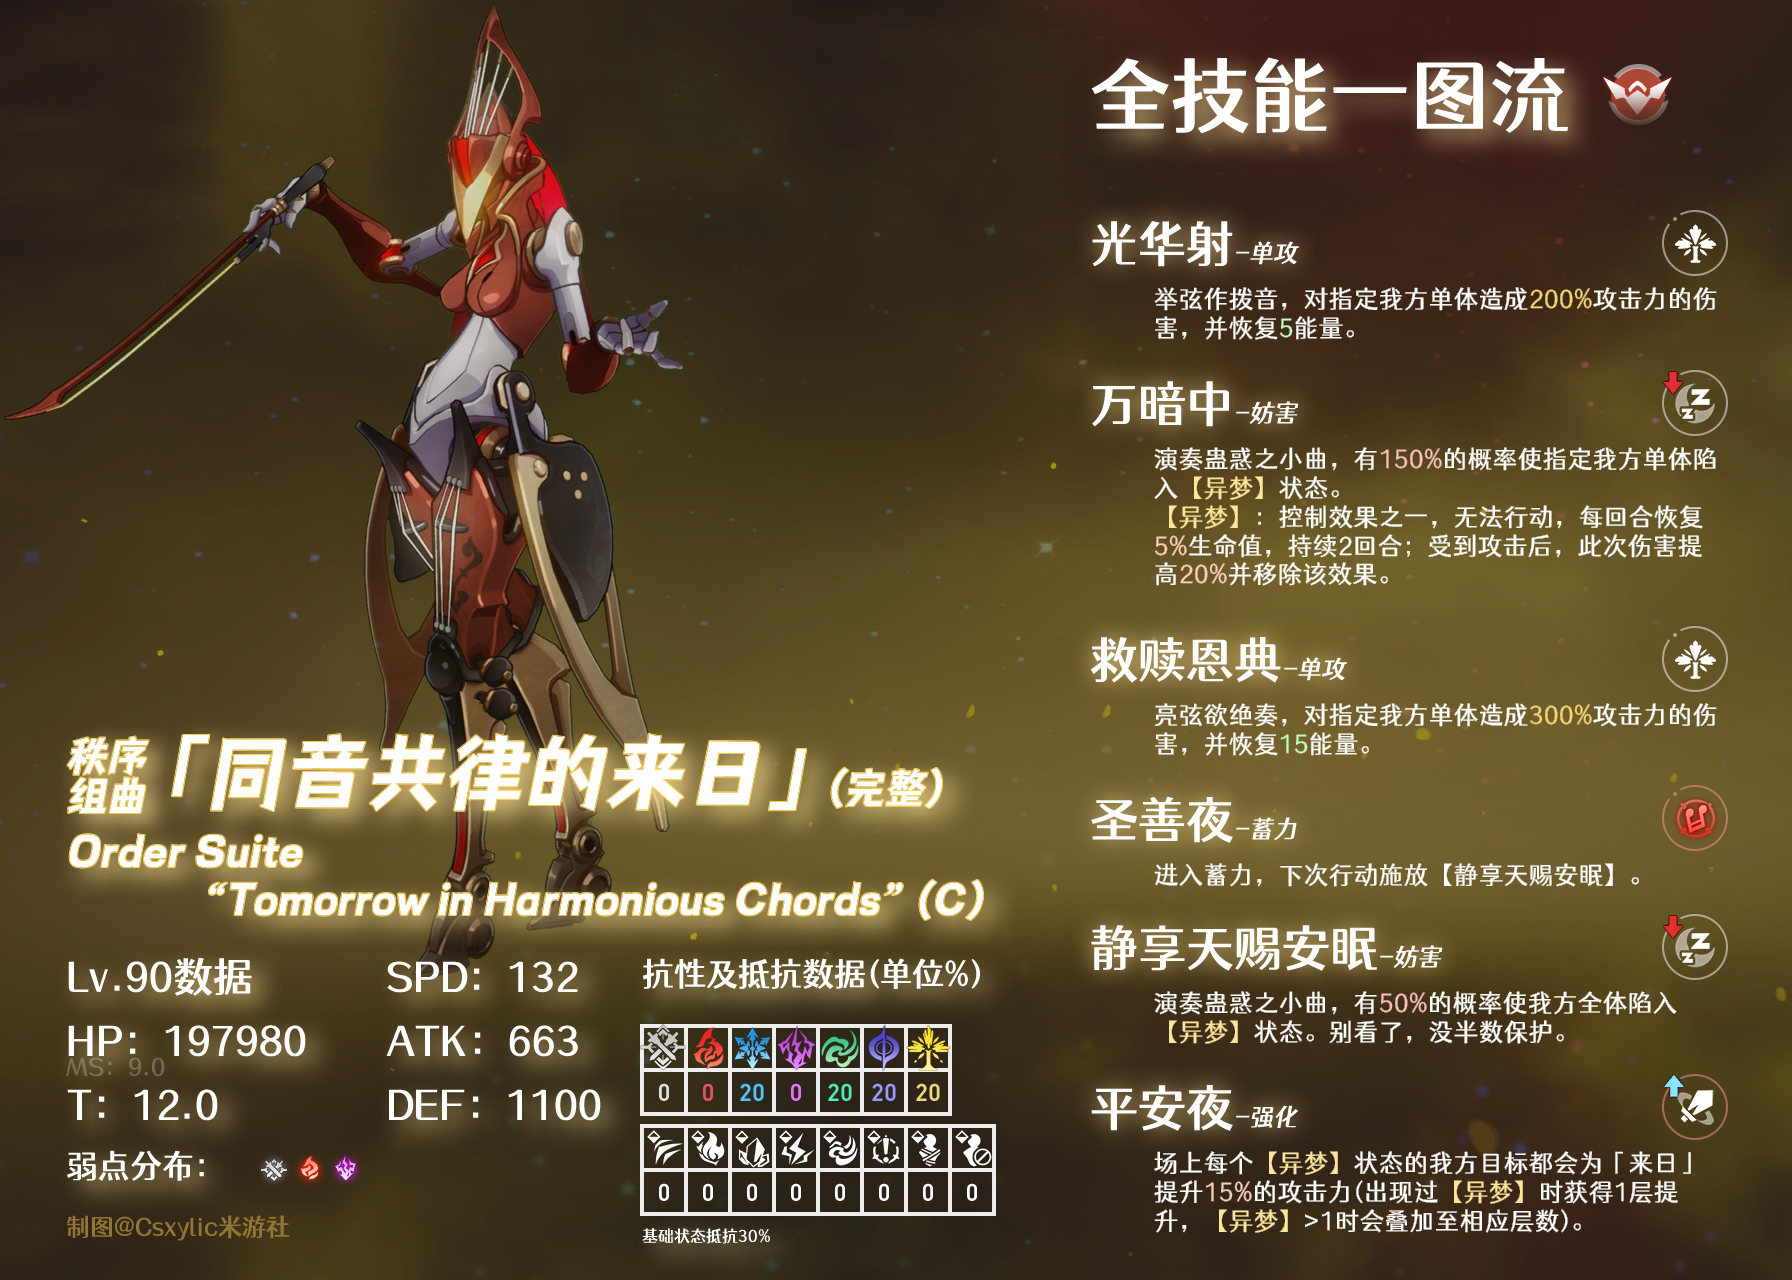 全技能一图流
光华射-单攻
举弦作拨音，对指定我方单体造成200%攻击力的伤
害，并恢复5能量。
万暗中-妨害
演奏蛊惑之小曲，有150%的概率使指定我方单体陷
入【异梦】状态。
【异梦】：控制效果之一，无法行动，每回合恢复
5%生命值，持续2回合；受到攻击后，此次伤害提
高20%并移除该效果。
救赎恩典-单攻
亮弦欲绝奏，对指定我方单体造成300%攻击力的伤
害，并恢复15能量。
圣善夜-蓄力
进入蓄力，下次行动施放【静享天赐安眠】。
静享天赐安眠-妨害
演奏蛊惑之小曲，有50%的概率使我方全体陷入
【异梦】状态。别看了，没半数保护。
平安夜-强化
场上每个【异梦】状态的我方目标都会为「来日」
提升15%的攻击力(出现过【异梦】时获得1层提
升，【异梦】>1时会叠加至相应层数)。
秩序
组曲「同音共律的来日」(完整)
Order Suite
“Tomorrow in Harmonious Chords” (C)
Lv.90数据 SPD：132
HP：197980 ATK：663
MS：9.0
T：12.0 DEF：1100
弱点分布：
制图@Csxylic米游社
抗性及抵抗数据(单位%)
0 0 20 0 20 20 20
0 0 0 0 0 0 0 0
基础状态抵抗30%